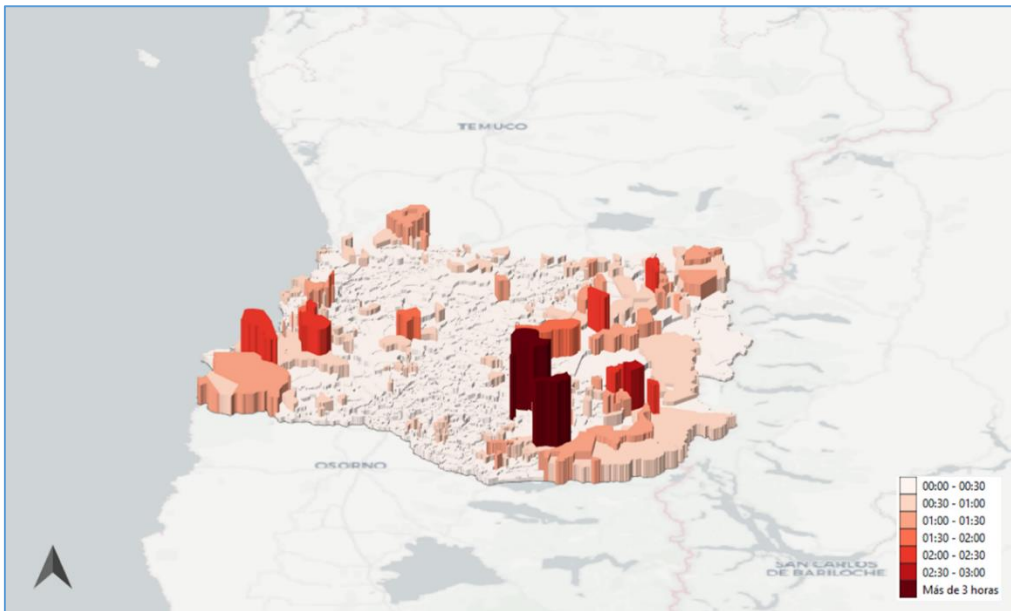 TEMUCO
OSORNO
SAN CARLOS
DE BARILOCHE
00:00 - 00:30
00:30 - 01:00
01:00 - 01:30
01:30 - 02:00
02:00 - 02:30
02:30 - 03:00
Más de 3 horas